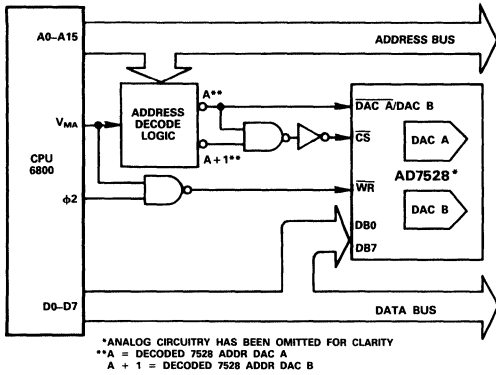 A0–A15
ADDRESS BUS
A**
ADDRESS
DECODE
LOGIC
VMA
A + 1**
CPU
6800
φ2
DAC A/DAC B
CS
DAC A
AD7528*
WR
DAC B
DB0
DB7
D0–D7
DATA BUS
*ANALOG CIRCUITRY HAS BEEN OMITTED FOR CLARITY
**A = DECODED 7528 ADDR DAC A
A + 1 = DECODED 7528 ADDR DAC B